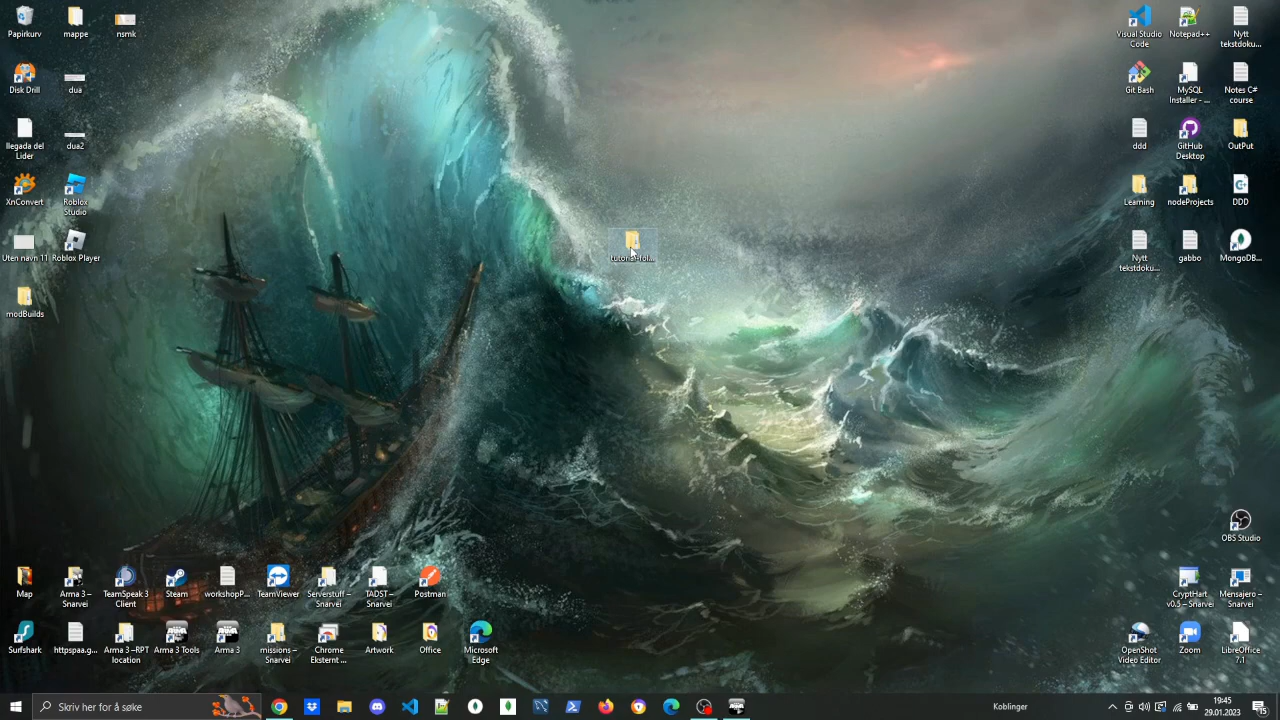 Papirkurv
mappe
nsmk
Disk Drill
dua
llegada del
Lider
dua2
XnConvert
Roblox
Studio
Uten navn 11
Roblox Player
modBuilds
tutorial-fol...
Visual Studio
Code
Notepad++
Nytt
tekstdoku...
Git Bash
MySQL
Installer - ...
Notes C#
course
ddd
GitHub
Desktop
OutPut
Learning
nodeProjects
DDD
Nytt
tekstdoku...
gabbo
MongoDB...
OBS Studio
Map
Arma 3 –
Snarvei
TeamSpeak 3
Client
Steam
workshopP...
TeamViewer
Serverstuff –
Snarvei
TADST –
Snarvei
Postman
CryptHart
v0.5 – Snarvei
Mensajero –
Snarvei
Surfshark
httpspaa.g...
Arma 3 –RPT
location
Arma 3 Tools
Arma 3
missions –
Snarvei
Chrome
Eksternt ...
Artwork
Office
Microsoft
Edge
OpenShot
Video Editor
Zoom
LibreOffice
7.1
Skriv her for å søke
Koblinger
19:45
29.01.2023
15